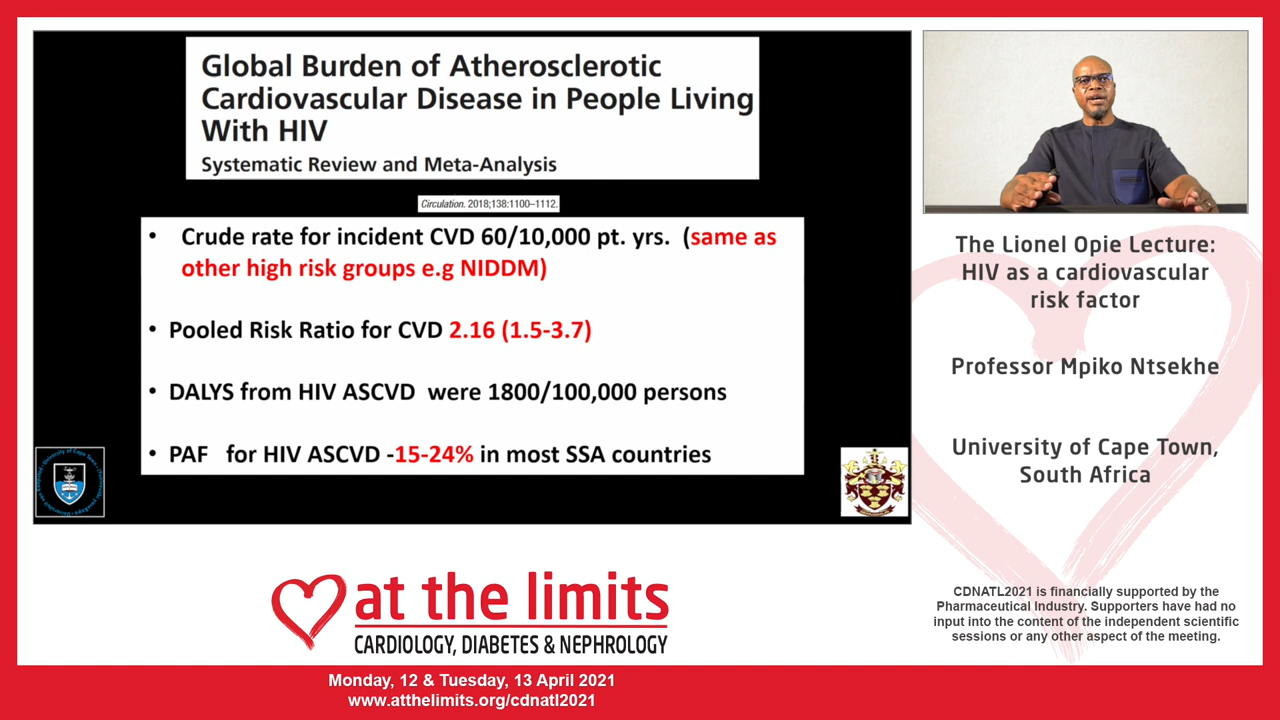 Global Burden of Atherosclerotic
Cardiovascular Disease in People Living
With HIV
Systematic Review and Meta-Analysis
Circulation. 2018;138:1100–1112.
• Crude rate for incident CVD 60/10,000 pt. yrs. (same as
other high risk groups e.g NIDDM)
• Pooled Risk Ratio for CVD 2.16 (1.5-3.7)
• DALYS from HIV ASCVD were 1800/100,000 persons
• PAF for HIV ASCVD -15-24% in most SSA countries
The Lionel Opie Lecture:
HIV as a cardiovascular
risk factor
Professor Mpiko Ntsekhe
University of Cape Town,
South Africa
CDNATL2021 is financially supported by the
Pharmaceutical Industry. Supporters have had no
input into the content of the independent scientific
sessions or any other aspect of the meeting.
at the limits
CARDIOLOGY, DIABETES & NEPHROLOGY
Monday, 12 & Tuesday, 13 April 2021
www.atthelimits.org/cdnatl2021